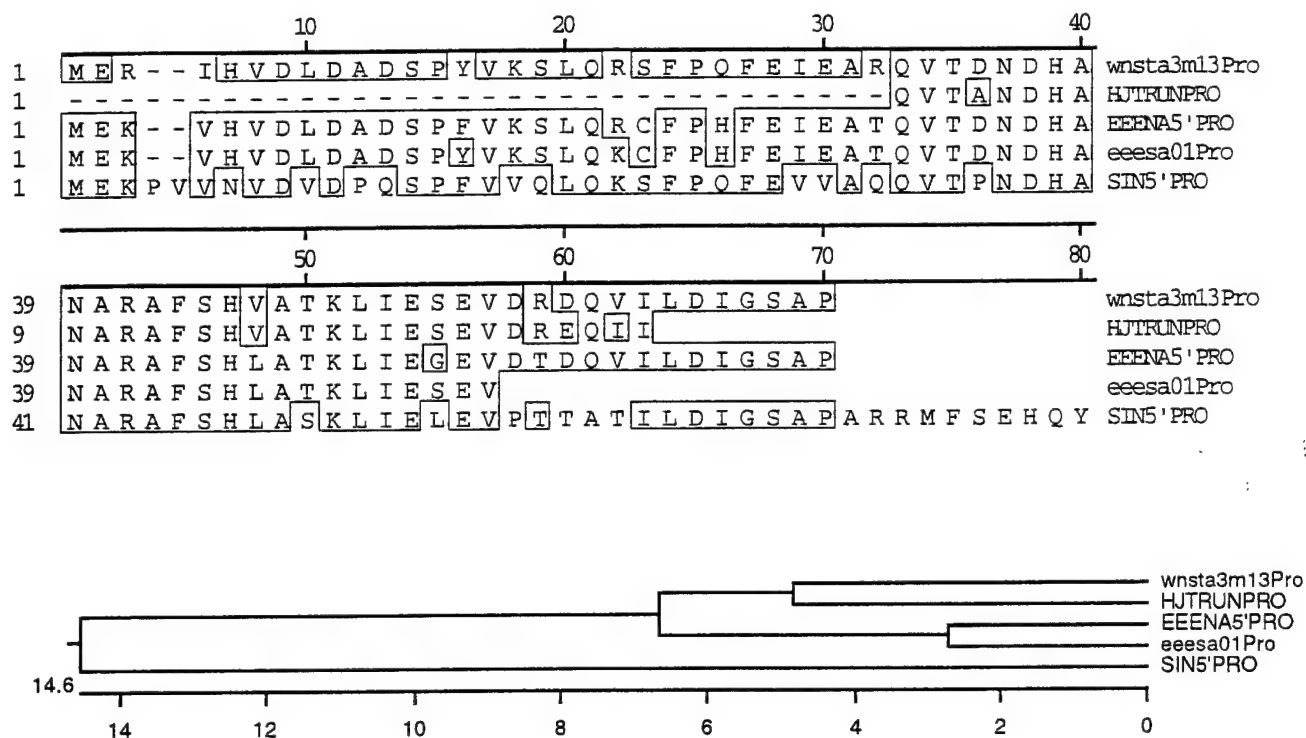 10 20 30 40
1 M E R - - I H V D L D A D S P Y V K S L Q R S F P Q F E I E A R Q V T D N D H A wnsta3m13Pro
1 - - - - - - - - - - - - - - - - - - - - - - - - - - - - - - - - Q V T A N D H A HJTRUNPRO
1 M E K - - V H V D L D A D S P F V K S L Q R C F P H F E I E A T Q V T D N D H A EEENA5'PRO
1 M E K - - V H V D L D A D S P Y V K S L Q K C F P H F E I E A T Q V T D N D H A eeesa01Pro
1 M E K P V V N V D V D P Q S P F V V Q L Q K S F P Q F E V V A Q Q V T P N D H A SIN5'PRO
50 60 70 80
39 N A R A F S H V A T K L I E S E V D R D Q V I L D I G S A P wnsta3m13Pro
9 N A R A F S H V A T K L I E S E V D R E Q I I HJTRUNPRO
39 N A R A F S H L A T K L I E G E V D T D Q V I L D I G S A P EEENA5'PRO
39 N A R A F S H L A T K L I E S E V eeesa01Pro
41 N A R A F S H L A S K L I E L E V P T T A T I L D I G S A P A R R M F S E H Q Y SIN5'PRO
wnsta3m13Pro
HJTRUNPRO
EEENA5'PRO
eeesa01Pro
SIN5'PRO
14.6
14 12 10 8 6 4 2 0